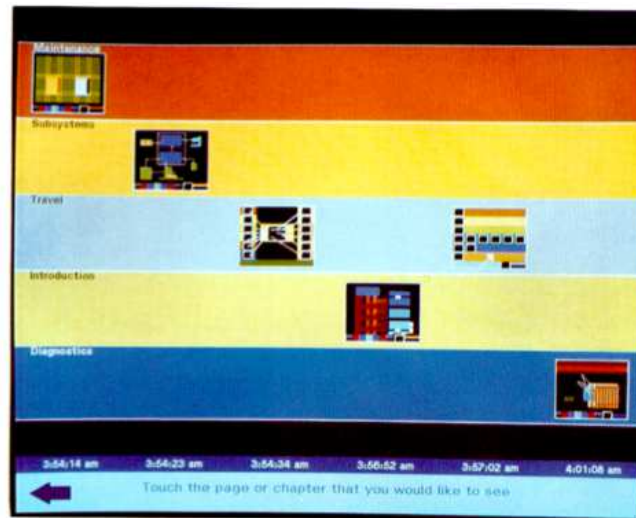 Maintenance
Subsystems
Travel
Introduction
Diagnostics
3:54:14 am 3:54:23 am 3:54:34 am 3:56:52 am 3:57:02 am 4:01:08 am
Touch the page or chapter that you would like to see